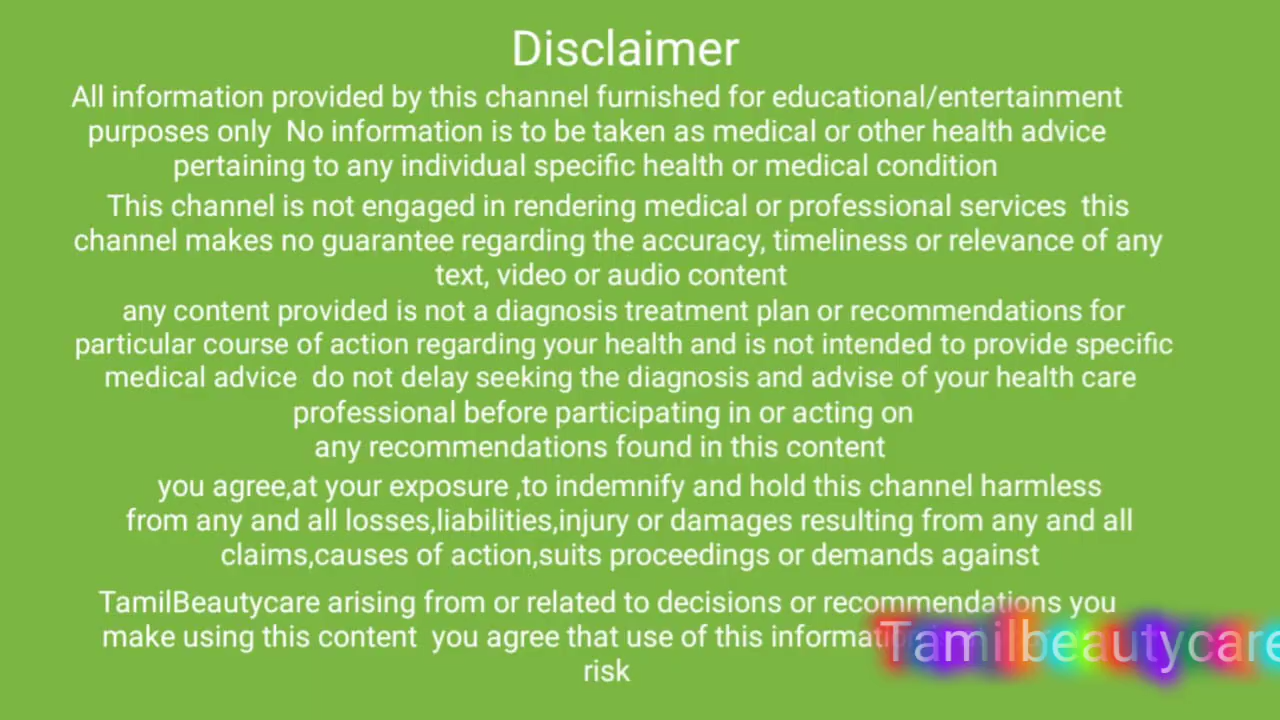 Disclaimer
All information provided by this channel furnished for educational/entertainment
purposes only  No information is to be taken as medical or other health advice
pertaining to any individual specific health or medical condition
This channel is not engaged in rendering medical or professional services  this
channel makes no guarantee regarding the accuracy, timeliness or relevance of any
text, video or audio content
any content provided is not a diagnosis treatment plan or recommendations for
particular course of action regarding your health and is not intended to provide specific
medical advice  do not delay seeking the diagnosis and advise of your health care
professional before participating in or acting on
any recommendations found in this content
you agree,at your exposure ,to indemnify and hold this channel harmless
from any and all losses,liabilities,injury or damages resulting from any and all
claims,causes of action,suits proceedings or demands against
TamilBeautycare arising from or related to decisions or recommendations you
make using this content  you agree that use of this
Tamilbeautycare
risk